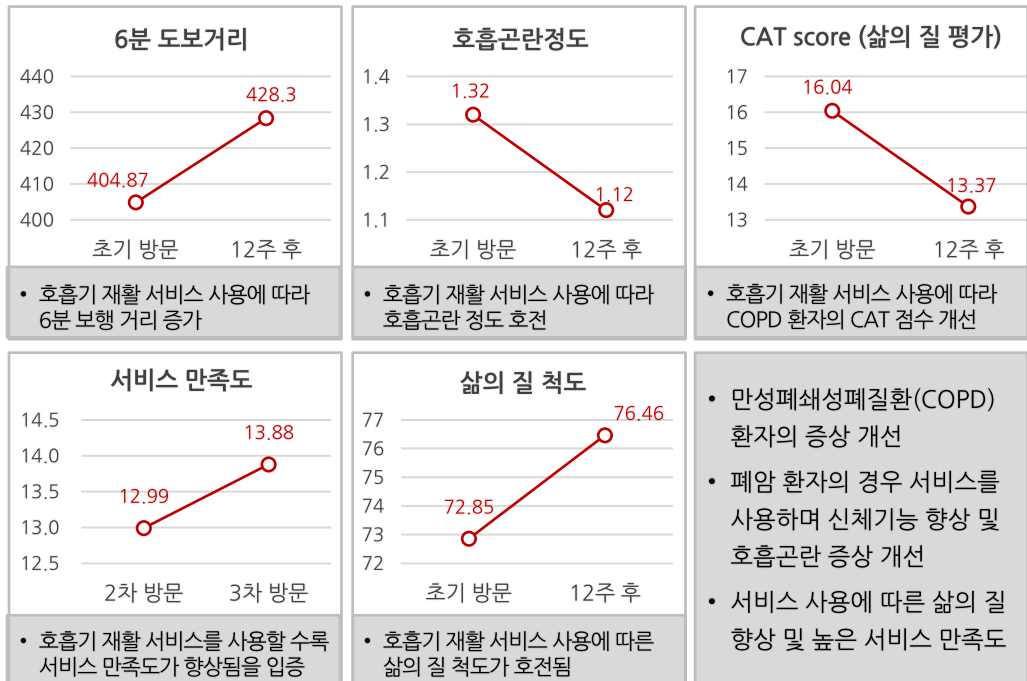 6분 도보거리
440
430
420
410
400
404.87
428.3
초기 방문
12주 후
• 호흡기 재활 서비스 사용에 따라
6분 보행 거리 증가
호흡곤란정도
1.4
1.3
1.2
1.1
1.32
1.12
초기 방문
12주 후
• 호흡기 재활 서비스 사용에 따라
호흡곤란 정도 호전
CAT score (삶의 질 평가)
17
16
15
14
13
16.04
13.37
초기 방문
12주 후
• 호흡기 재활 서비스 사용에 따라
COPD 환자의 CAT 점수 개선
서비스 만족도
14.5
14.0
13.5
13.0
12.5
12.99
13.88
2차 방문
3차 방문
• 호흡기 재활 서비스를 사용할 수록
서비스 만족도가 향상됨을 입증
삶의 질 척도
77
76
75
74
73
72
72.85
76.46
초기 방문
12주 후
• 호흡기 재활 서비스 사용에 따른
삶의 질 척도가 호전됨
• 만성폐쇄성폐질환(COPD)
환자의 증상 개선
• 폐암 환자의 경우 서비스를
사용하며 신체기능 향상 및
호흡곤란 증상 개선
• 서비스 사용에 따른 삶의 질
향상 및 높은 서비스 만족도